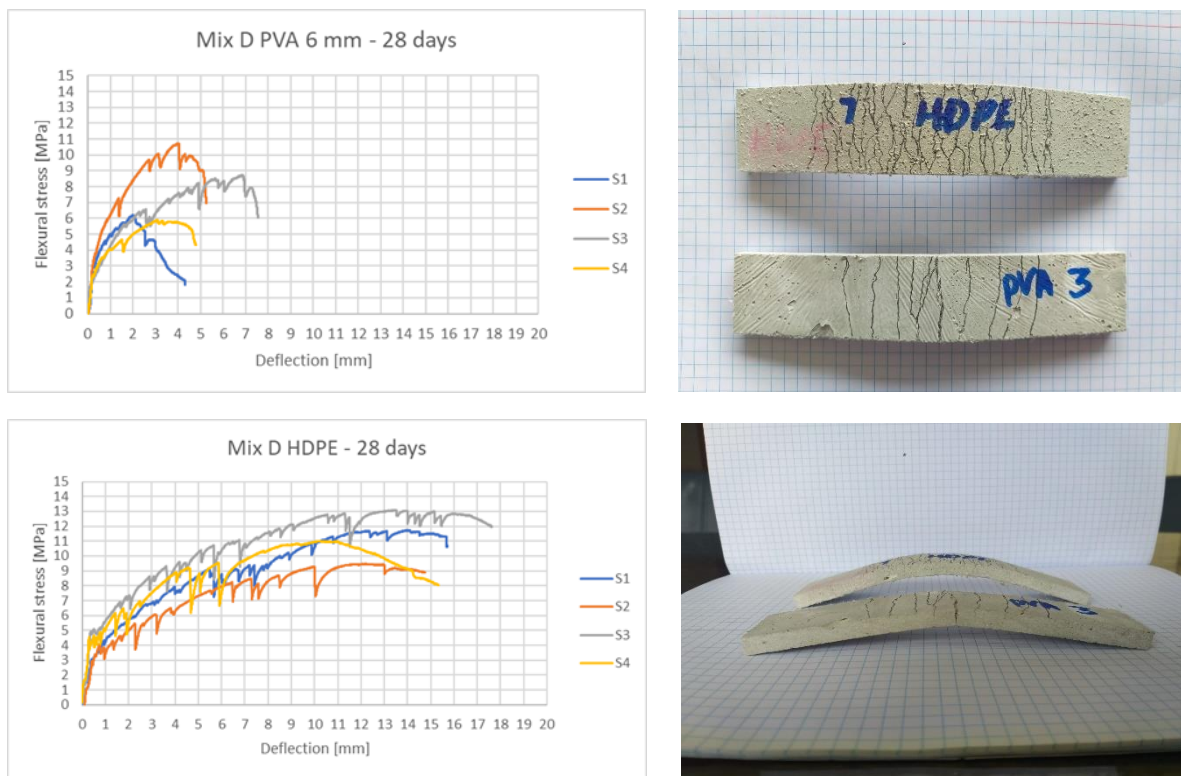 Mix D PVA 6 mm - 28 days
15
14
13
12
11
10
9
8
7
6
5
4
3
2
1
0
Flexural stress [MPa]
0 1 2 3 4 5 6 7 8 9 10 11 12 13 14 15 16 17 18 19 20
Deflection [mm]
S1
S2
S3
S4
7 HDPE
pVA 3
Mix D HDPE - 28 days
15
14
13
12
11
10
9
8
7
6
5
4
3
2
1
0
Flexural stress [MPa]
0 1 2 3 4 5 6 7 8 9 10 11 12 13 14 15 16 17 18 19 20
Deflection [mm]
S1
S2
S3
S4
HDPE
pVA 3